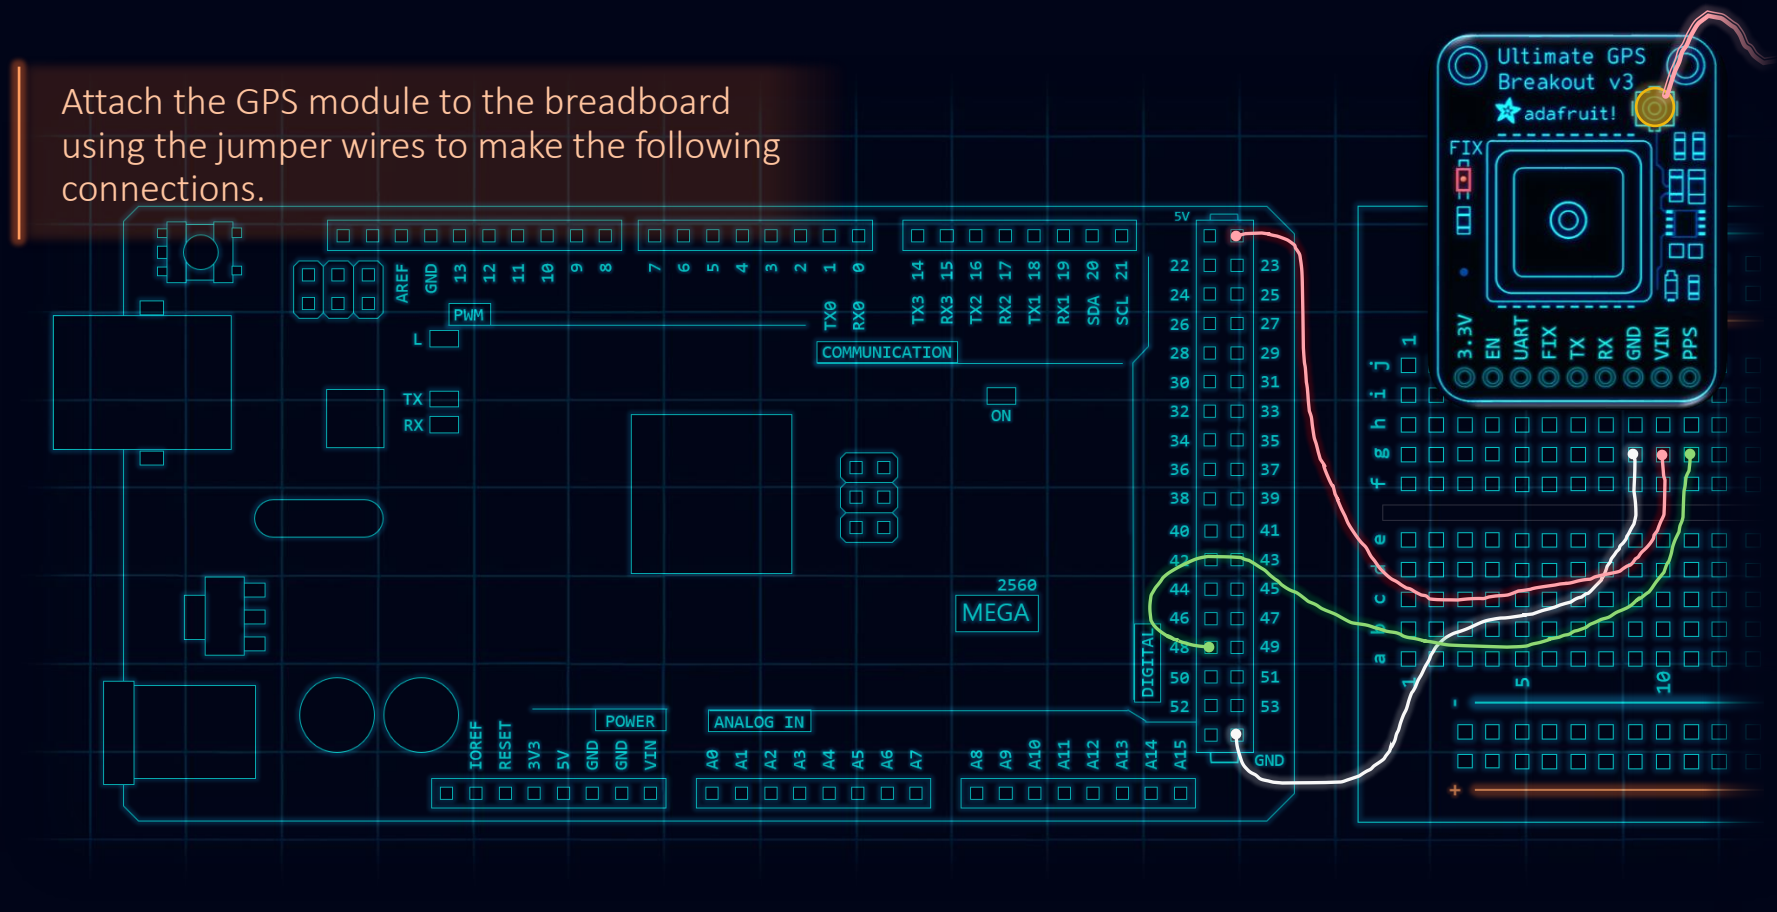 Attach the GPS module to the breadboard
using the jumper wires to make the following
connections.
Ultimate GPS
Breakout v3
adafruit!
FIX
3.3V EN UART FIX TX RX GND VIN PPS
AREF GND 13 12 11 10 9 8
7 6 5 4 3 2 1 0
TX0 RX0
14 15 16 17 18 19 20 21
TX3 RX3 TX2 RX2 TX1 RX1 SDA SCL
PWM
COMMUNICATION
L
TX
RX
ON
5V
22 23
24 25
26 27
28 29
30 31
32 33
34 35
36 37
38 39
40 41
42 43
44 45
46 47
48 49
50 51
52 53
GND
DIGITAL
2560
MEGA
POWER
ANALOG IN
IOREF RESET 3V3 5V GND GND VIN
A0 A1 A2 A3 A4 A5 A6 A7
A8 A9 A10 A11 A12 A13 A14 A15
1
j
i
h
g
f
e
d
c
b
a
1 5 10
-
+